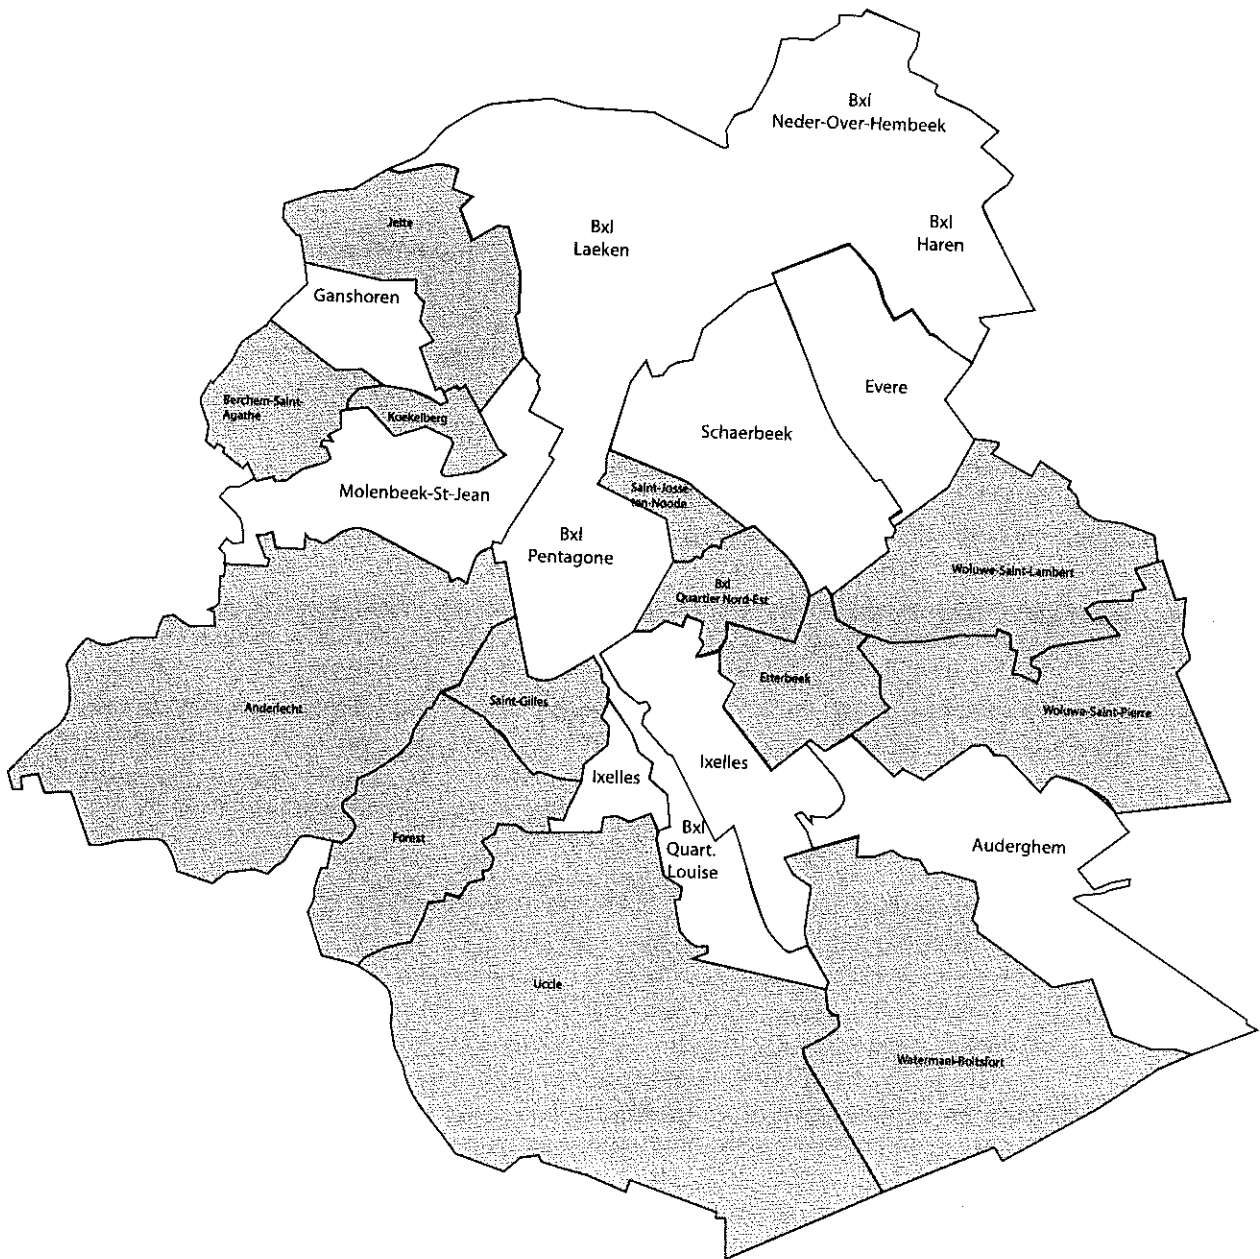 Bxl
Neder-Over-Hembeek
Jette
Bxl
Laeken
Bxl
Haren
Ganshoren
Evere
Berchem-Saint-
Agathe
Koekelberg
Schaerbeek
Molenbeek-St-Jean
Saint-Josse-
ten-Noode
Bxl
Pentagone
Woluwe-Saint-Lambert
Bxl
Quartier Nord-Est
Etterbeek
Saint-Gilles
Anderlecht
Woluwe-Saint-Pierre
Ixelles
Ixelles
Forest
Bxl
Quart.
Louise
Auderghem
Uccle
Watermael-Boitsfort